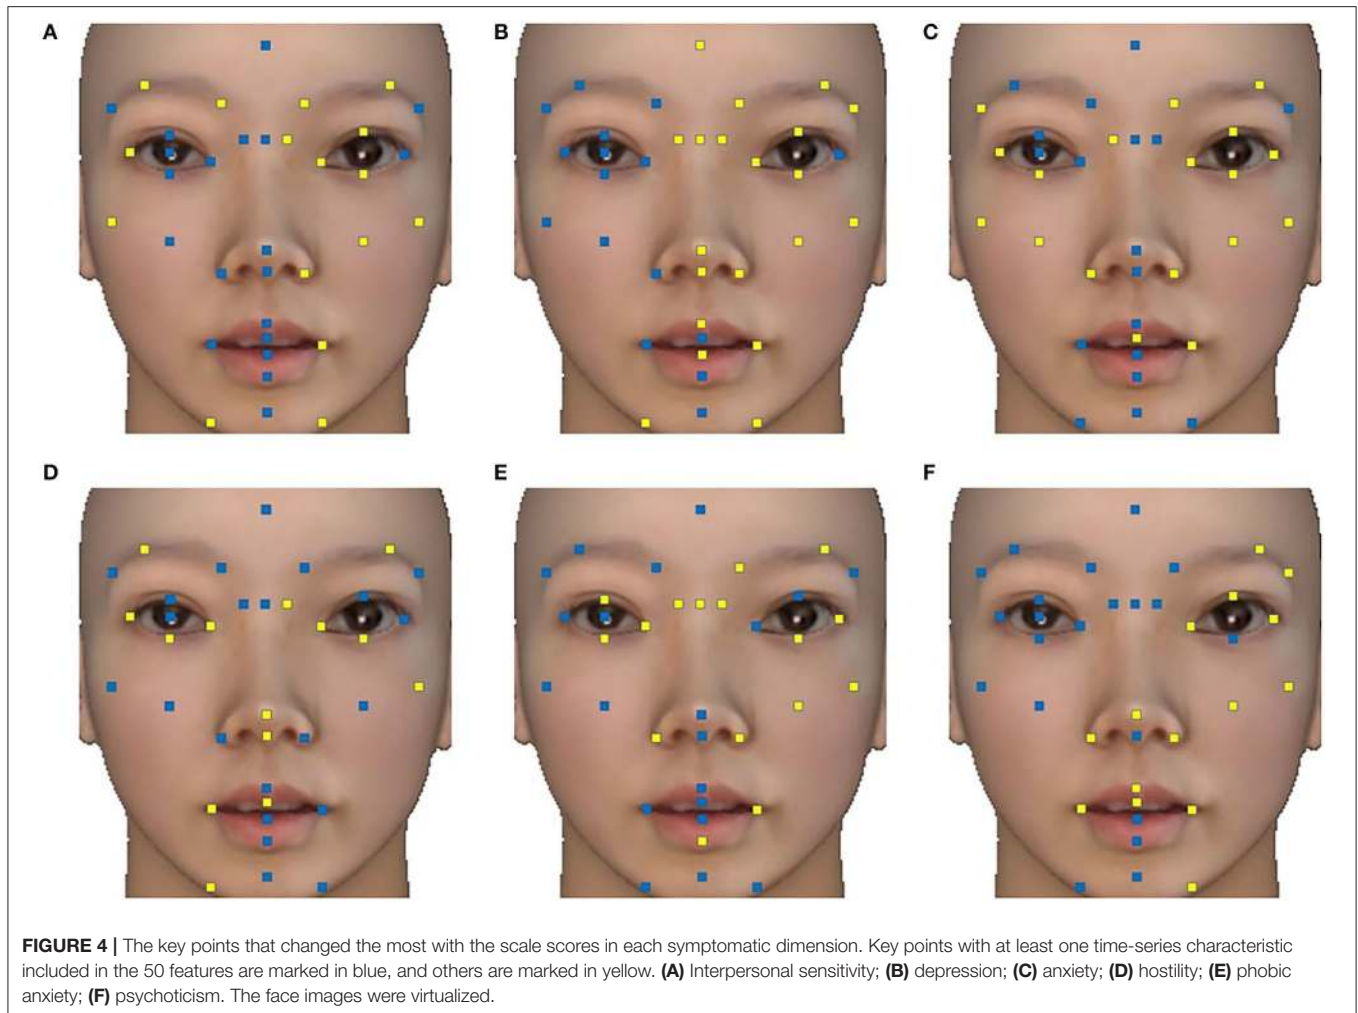 A
B
C
D
E
F
FIGURE 4 | The key points that changed the most with the scale scores in each symptomatic dimension. Key points with at least one time-series characteristic
included in the 50 features are marked in blue, and others are marked in yellow. (A) Interpersonal sensitivity; (B) depression; (C) anxiety; (D) hostility; (E) phobic
anxiety; (F) psychoticism. The face images were virtualized.